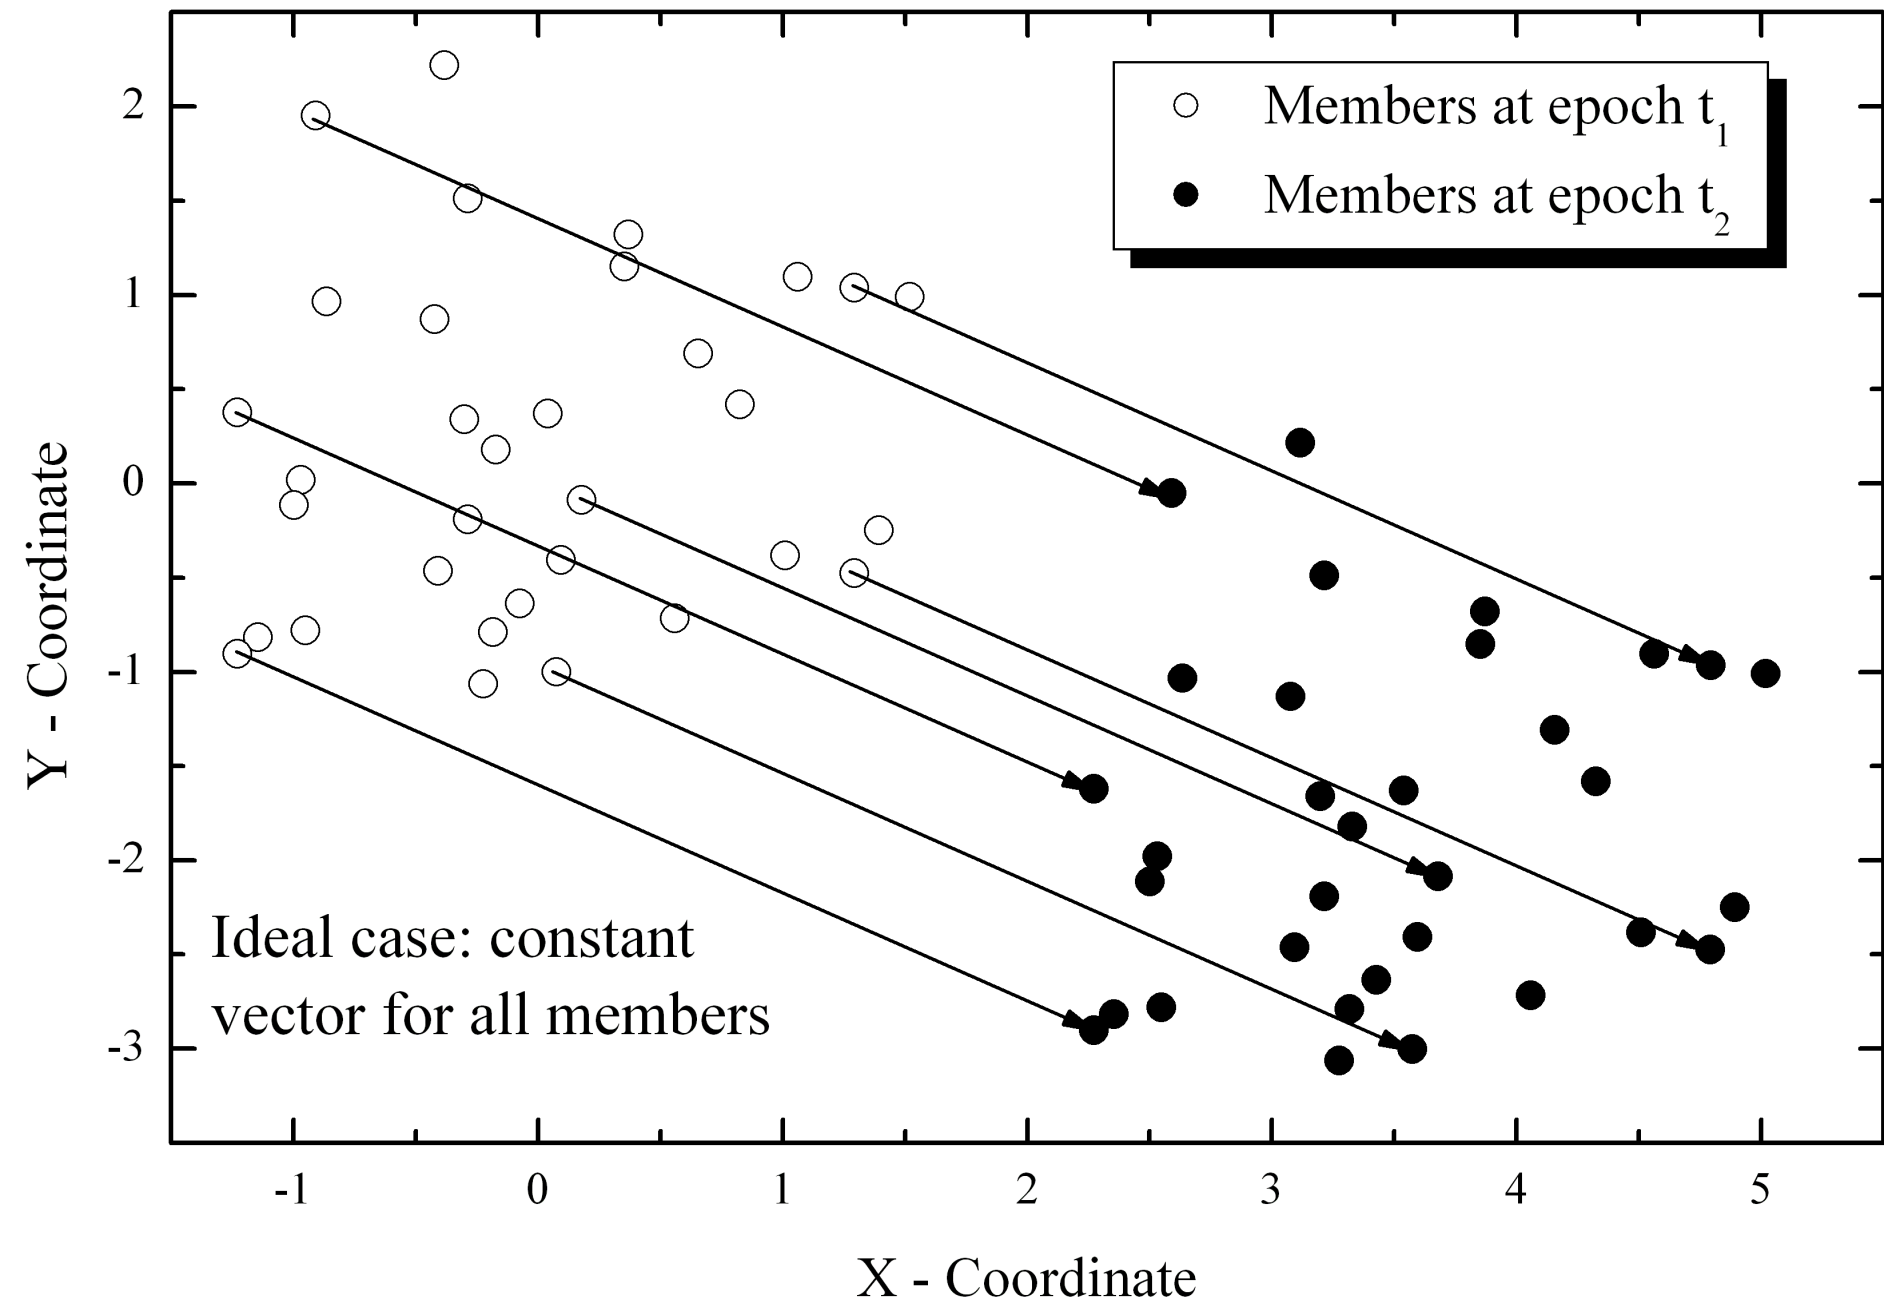 Members at epoch t1
Members at epoch t2
2
1
0
-1
-2
-3
Y - Coordinate
Ideal case: constant
vector for all members
-1 0 1 2 3 4 5
X - Coordinate